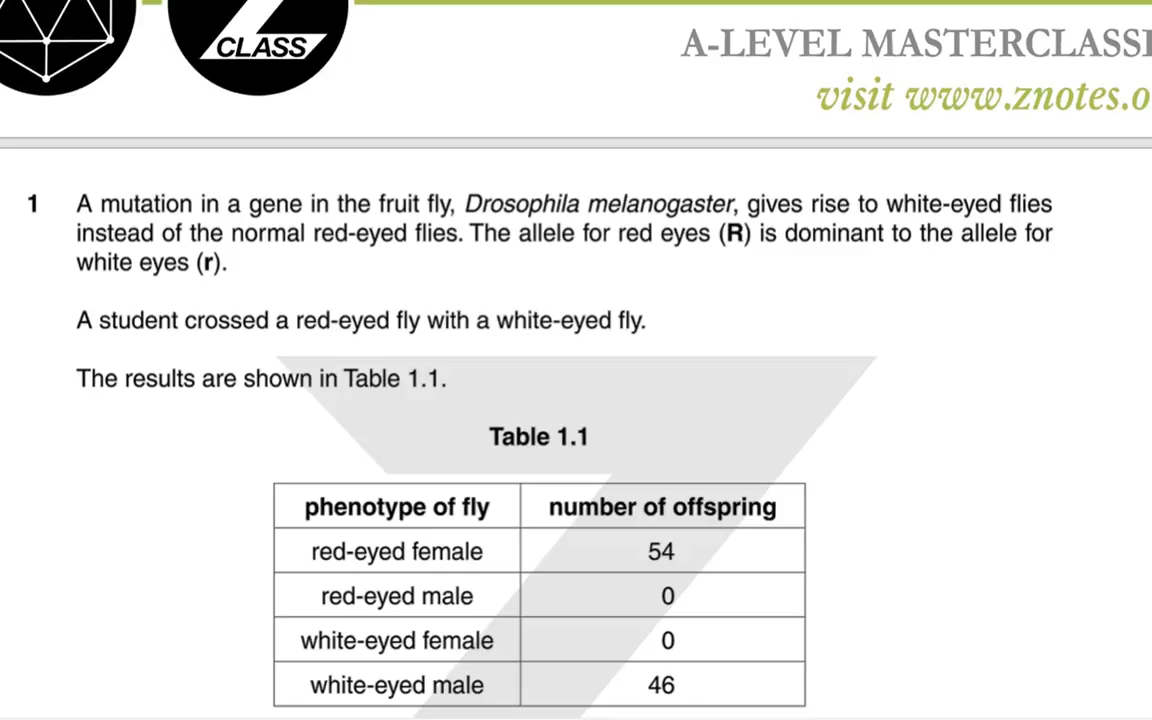 CLASS
A-LEVEL MASTERCLASS
visit www.znotes.o
1 A mutation in a gene in the fruit fly, Drosophila melanogaster, gives rise to white-eyed flies
instead of the normal red-eyed flies. The allele for red eyes (R) is dominant to the allele for
white eyes (r).
A student crossed a red-eyed fly with a white-eyed fly.
The results are shown in Table 1.1.
Table 1.1
phenotype of fly number of offspring
red-eyed female 54
red-eyed male 0
white-eyed female 0
white-eyed male 46